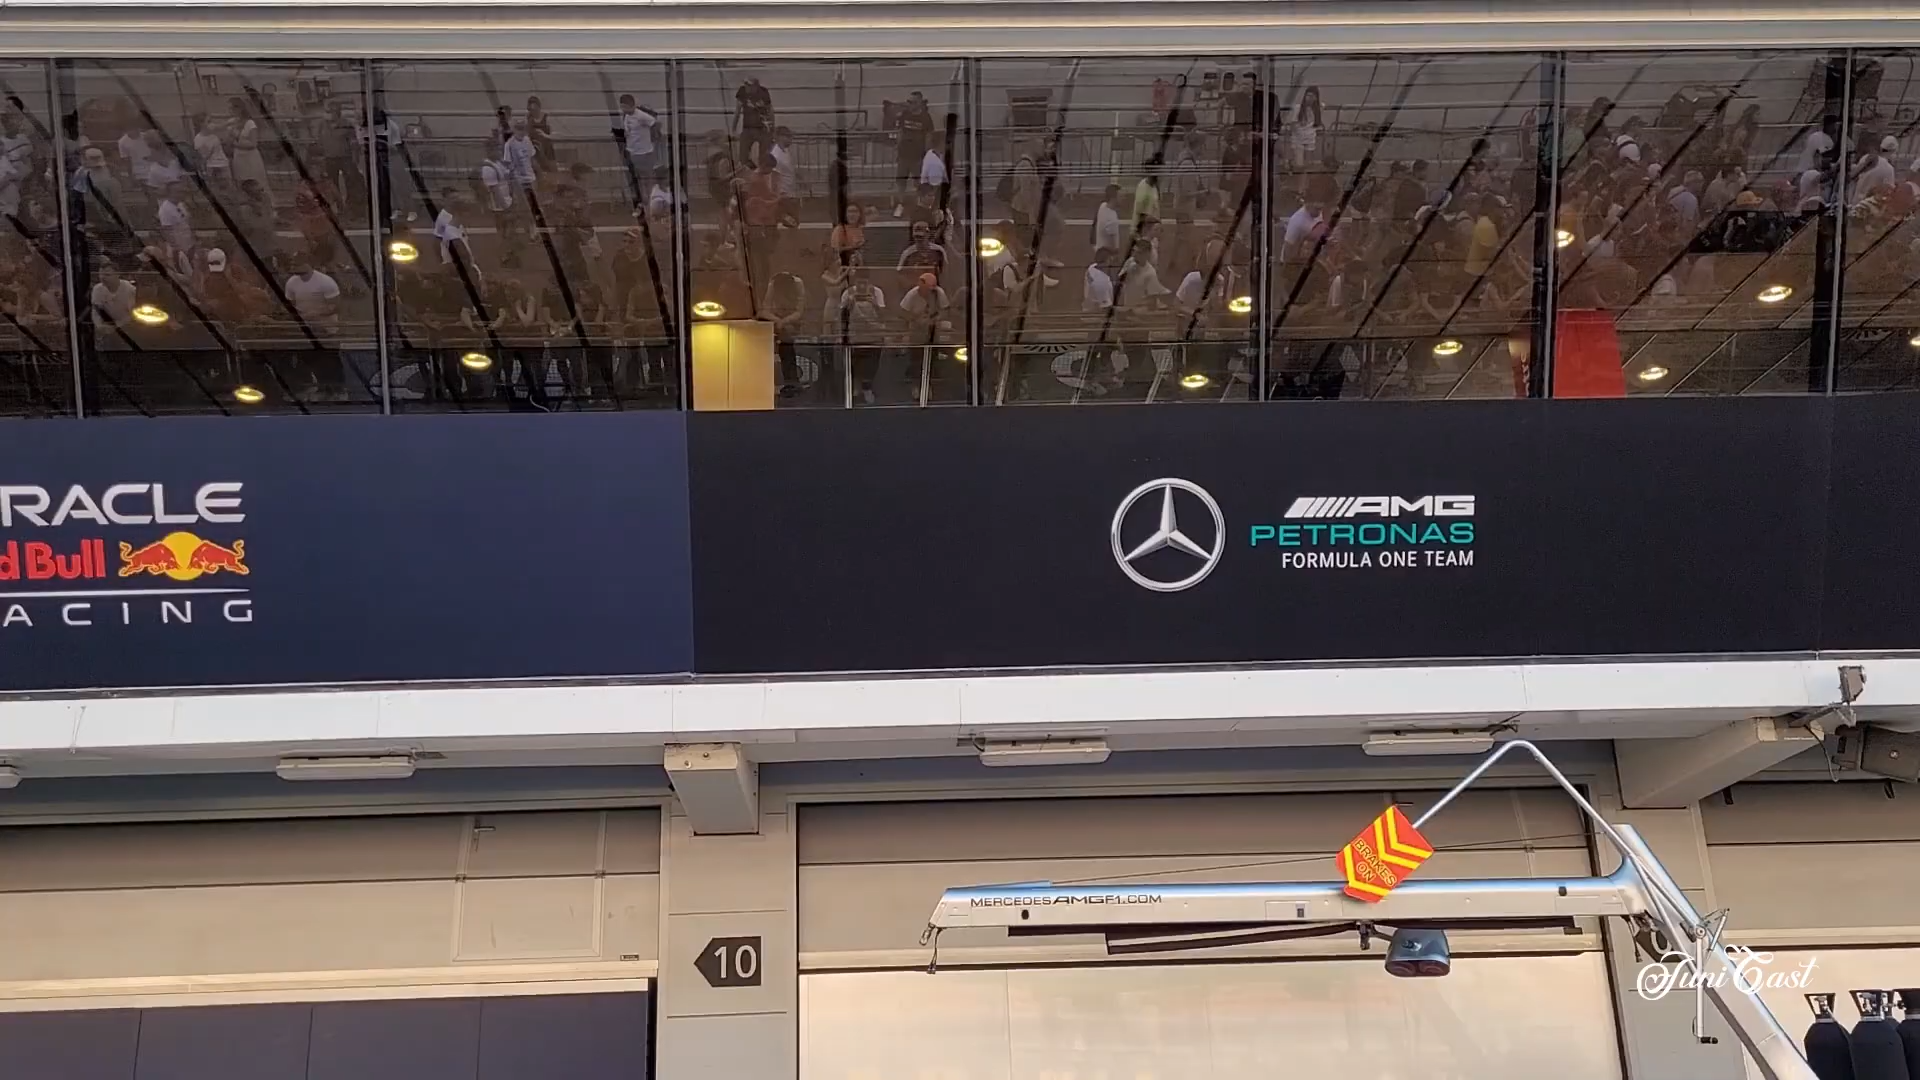 RACLE
d Bull
ACING
AMG
PETRONAS
FORMULA ONE TEAM
BRAKES
ON
MERCEDESAMGF1.COM
10
Juni Cast